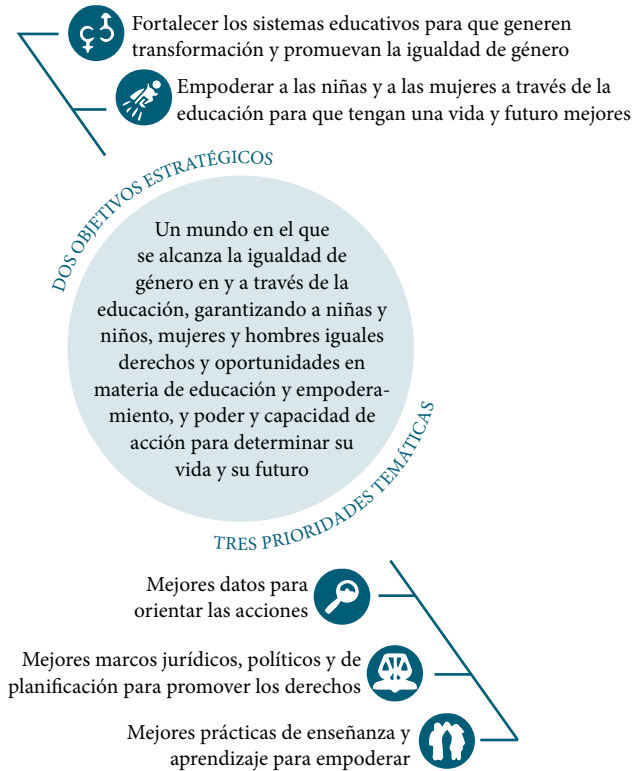 Fortalecer los sistemas educativos para que generen
transformación y promuevan la igualdad de género
Empoderar a las niñas y a las mujeres a través de la
educación para que tengan una vida y futuro mejores
DOS OBJETIVOS ESTRATÉGICOS
Un mundo en el que
se alcanza la igualdad de
género en y a través de la
educación, garantizando a niñas y
niños, mujeres y hombres iguales
derechos y oportunidades en
materia de educación y empodera-
miento, y poder y capacidad de
acción para determinar su
vida y su futuro
TRES PRIORIDADES TEMÁTICAS
Mejores datos para
orientar las acciones
Mejores marcos jurídicos, políticos y de
planificación para promover los derechos
Mejores prácticas de enseñanza y
aprendizaje para empoderar